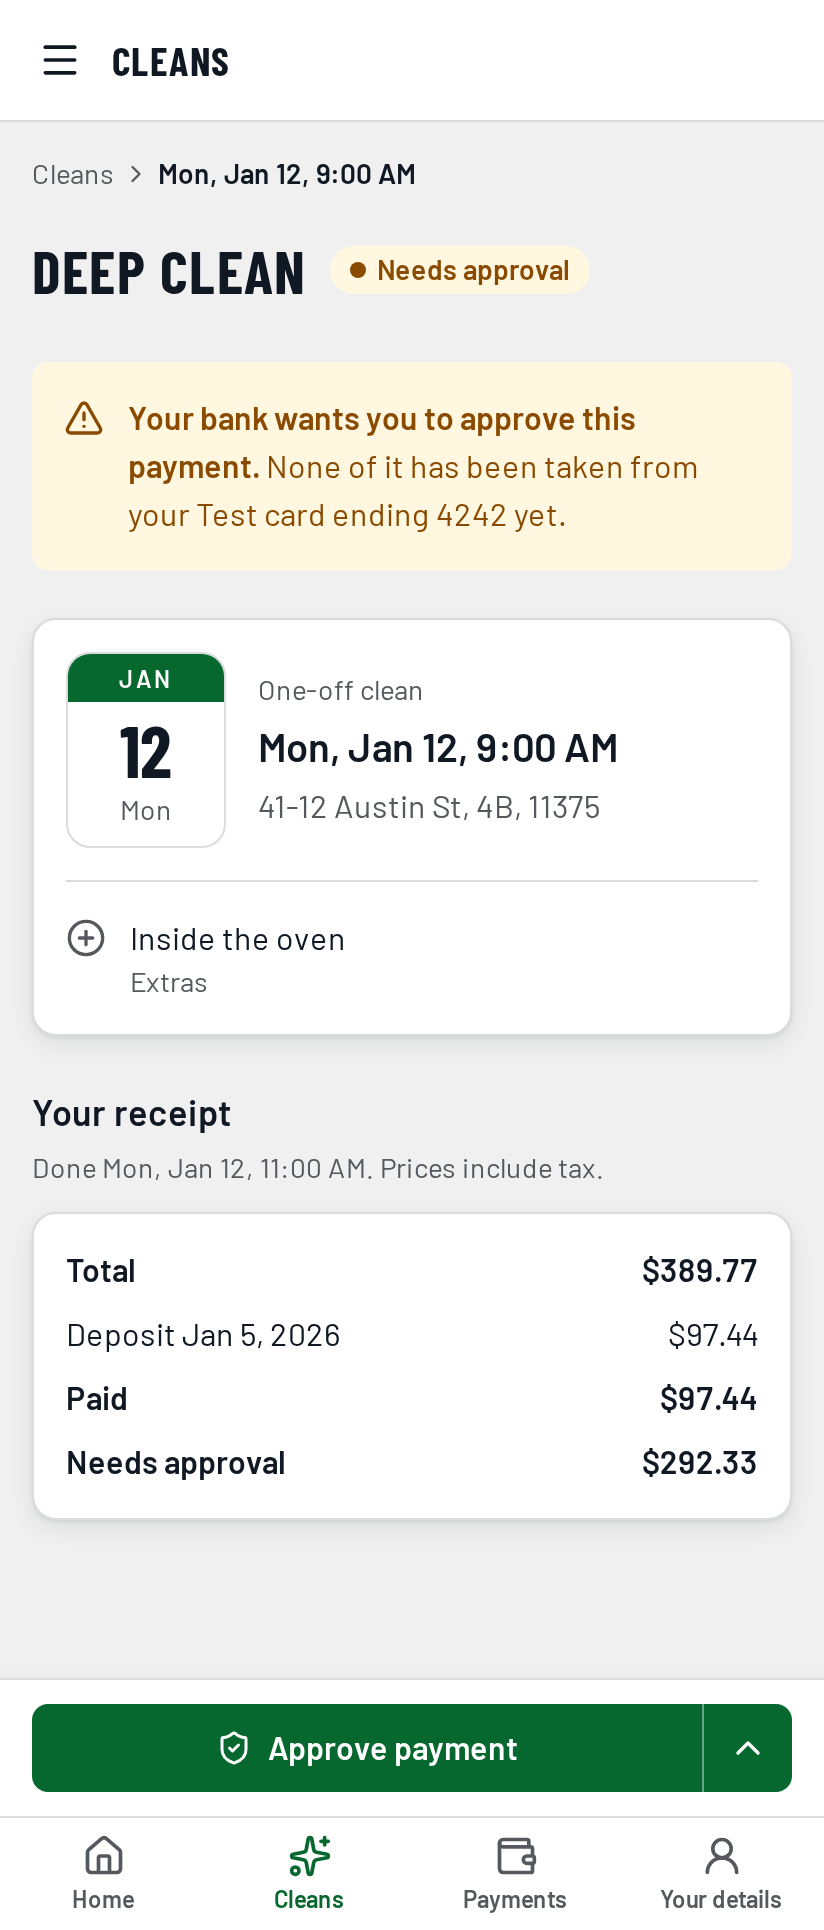 CLEANS
Cleans
Mon, Jan 12, 9:00 AM
DEEP CLEAN
Needs approval
Your bank wants you to approve this
payment. None of it has been taken from
your Test card ending 4242 yet.
JAN
12
Mon
One-off clean
Mon, Jan 12, 9:00 AM
41-12 Austin St, 4B, 11375
Inside the oven
Extras
Your receipt
Done Mon, Jan 12, 11:00 AM. Prices include tax.
Total $389.77
Deposit Jan 5, 2026 $97.44
Paid $97.44
Needs approval $292.33
Approve payment
Home
Cleans
Payments
Your details